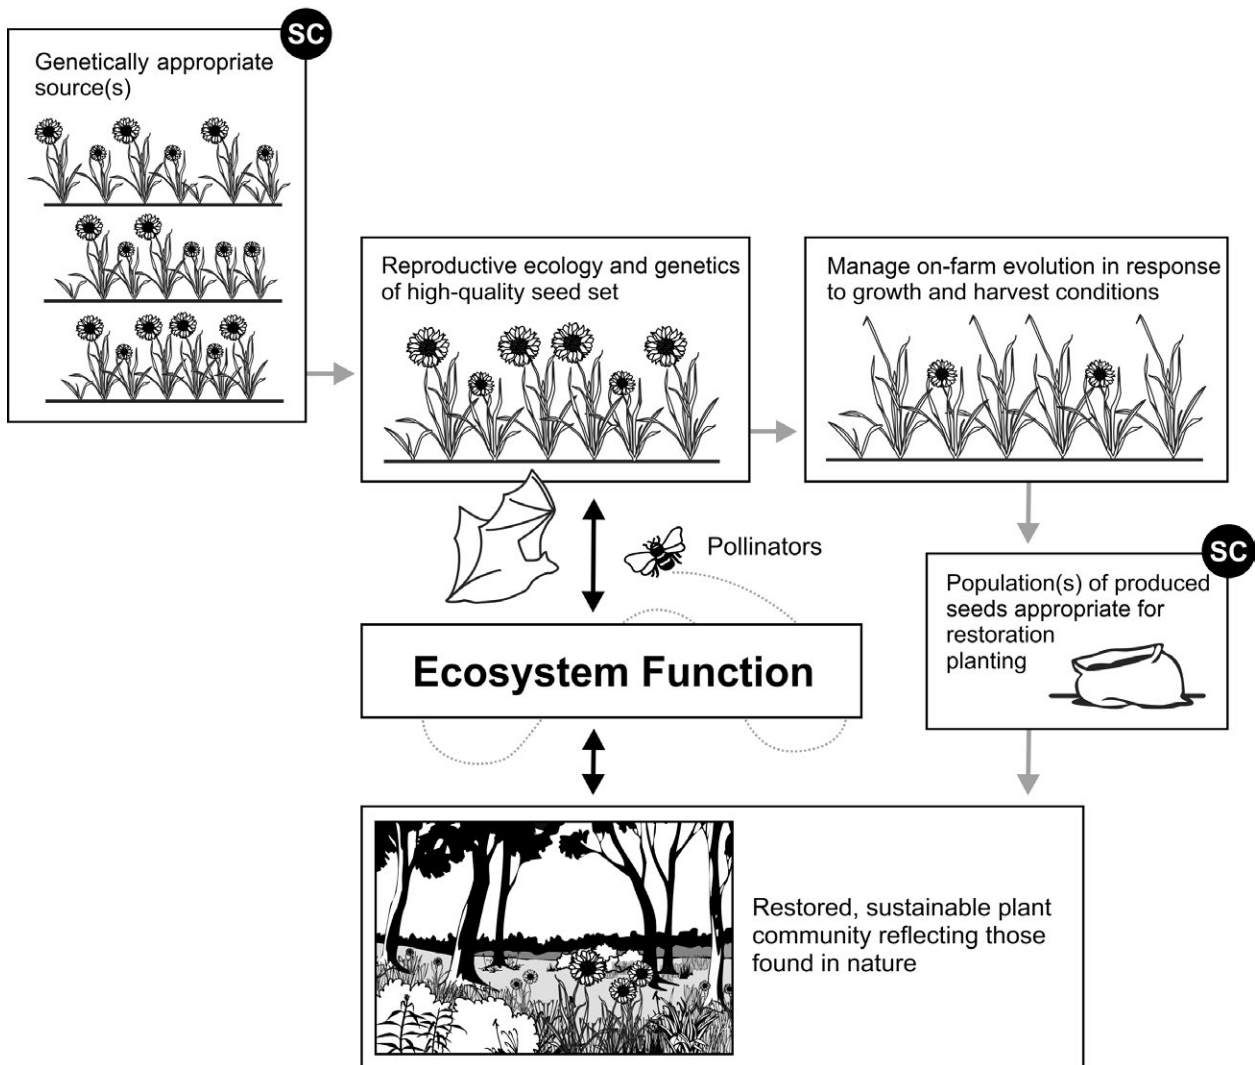 SC
Genetically appropriate
source(s)
Reproductive ecology and genetics
of high-quality seed set
Manage on-farm evolution in response
to growth and harvest conditions
Pollinators
SC
Population(s) of produced
seeds appropriate for
restoration
planting
Ecosystem Function
Restored, sustainable plant
community reflecting those
found in nature